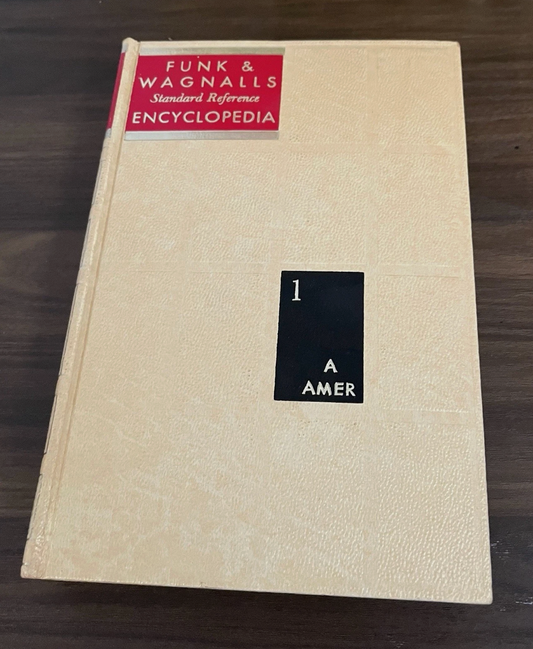 FUNK &
WAGNALLS
Standard Reference
ENCYCLOPEDIA
1
A
AMER